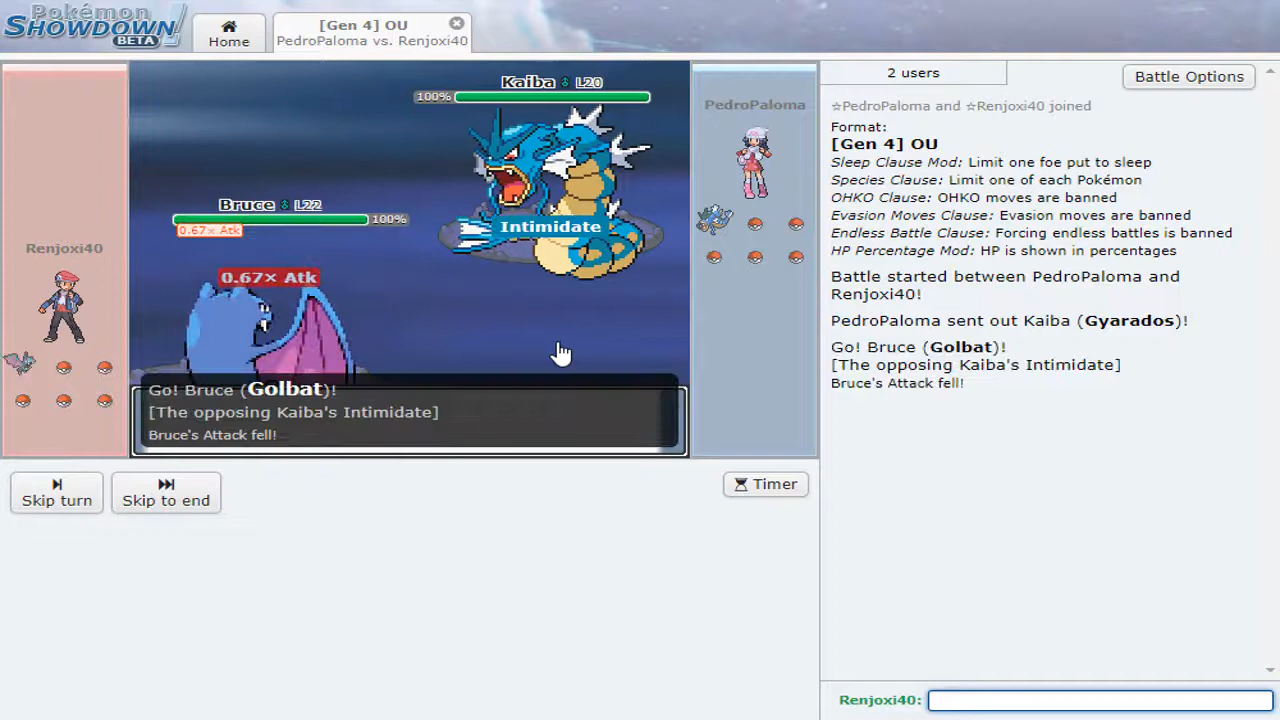 Pokémon
SHOWDOWN!
BETA
Home
[Gen 4] OU
PedroPaloma vs. Renjoxi40
Kaiba L20
100%
Intimidate
Bruce L22
100%
0.67× Atk
0.67× Atk
Go! Bruce (Golbat)!
[The opposing Kaiba's Intimidate]
Bruce's Attack fell!
Renjoxi40
PedroPaloma
Skip turn
Skip to end
Timer
2 users
Battle Options
☆PedroPaloma and ☆Renjoxi40 joined
Format:
[Gen 4] OU
Sleep Clause Mod: Limit one foe put to sleep
Species Clause: Limit one of each Pokémon
OHKO Clause: OHKO moves are banned
Evasion Moves Clause: Evasion moves are banned
Endless Battle Clause: Forcing endless battles is banned
HP Percentage Mod: HP is shown in percentages
Battle started between PedroPaloma and
Renjoxi40!
PedroPaloma sent out Kaiba (Gyarados)!
Go! Bruce (Golbat)!
[The opposing Kaiba's Intimidate]
Bruce's Attack fell!
Renjoxi40: